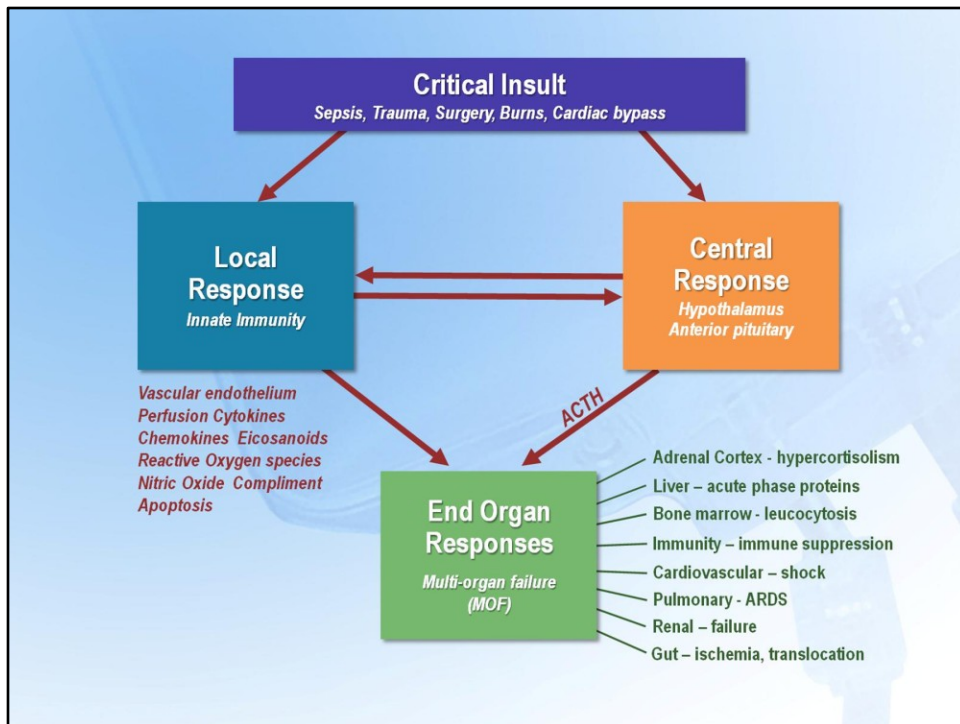 Critical Insult
Sepsis, Trauma, Surgery, Burns, Cardiac bypass
Local
Response
Innate Immunity
Central
Response
Hypothalamus
Anterior pituitary
Vascular endothelium
Perfusion Cytokines
Chemokines Eicosanoids
Reactive Oxygen species
Nitric Oxide Compliment
Apoptosis
ACTH
End Organ
Responses
Multi-organ failure
(MOF)
Adrenal Cortex - hypercortisolism
Liver – acute phase proteins
Bone marrow - leucocytosis
Immunity – immune suppression
Cardiovascular – shock
Pulmonary - ARDS
Renal – failure
Gut – ischemia, translocation